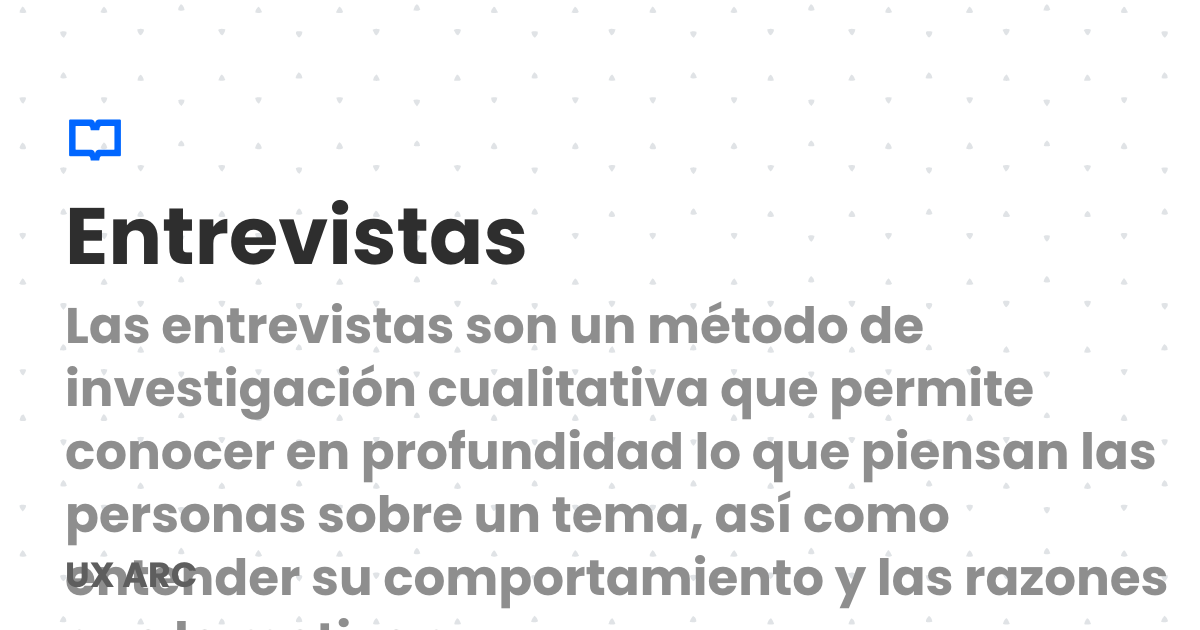 Entrevistas
Las entrevistas son un método de
investigación cualitativa que permite
conocer en profundidad lo que piensan las
personas sobre un tema, así como
entender su comportamiento y las razones
UX ARC